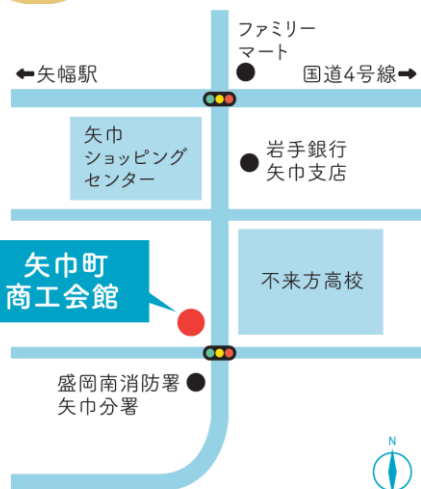 ファミリー
マート
←矢幅駅
国道4号線→
矢巾
ショッピング
センター
岩手銀行
矢巾支店
矢巾町
商工会館
不来方高校
盛岡南消防署
矢巾分署
N